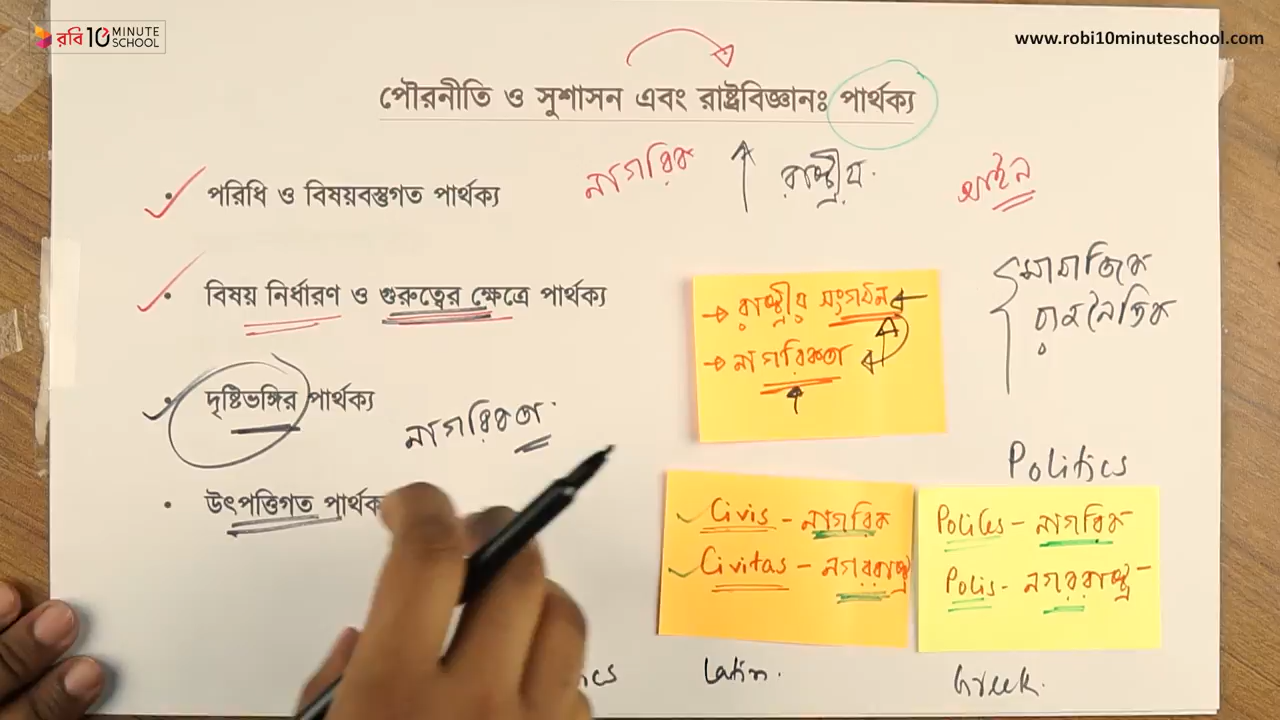 রবি 10 MINUTE SCHOOL
www.robi10minuteschool.com
পৌরনীতি ও সুশাসন এবং রাষ্ট্রবিজ্ঞানঃ পার্থক্য
নাগরিক
রাষ্ট্রীয়
আইন
• পরিধি ও বিষয়বস্তুগত পার্থক্য
• বিষয় নির্ধারণ ও গুরুত্বের ক্ষেত্রে পার্থক্য
→ রাষ্ট্রীয় সংগঠন
→ নাগরিকতা
সামাজিক
রাজনৈতিক
• দৃষ্টিভঙ্গির পার্থক্য
নাগরিকতা
• উৎপত্তিগত পার্থক
Politics
Civis - নাগরিক
Civitas - নগররাষ্ট্র
Polites - নাগরিক
Polis - নগররাষ্ট্র
Latin.
Greek.